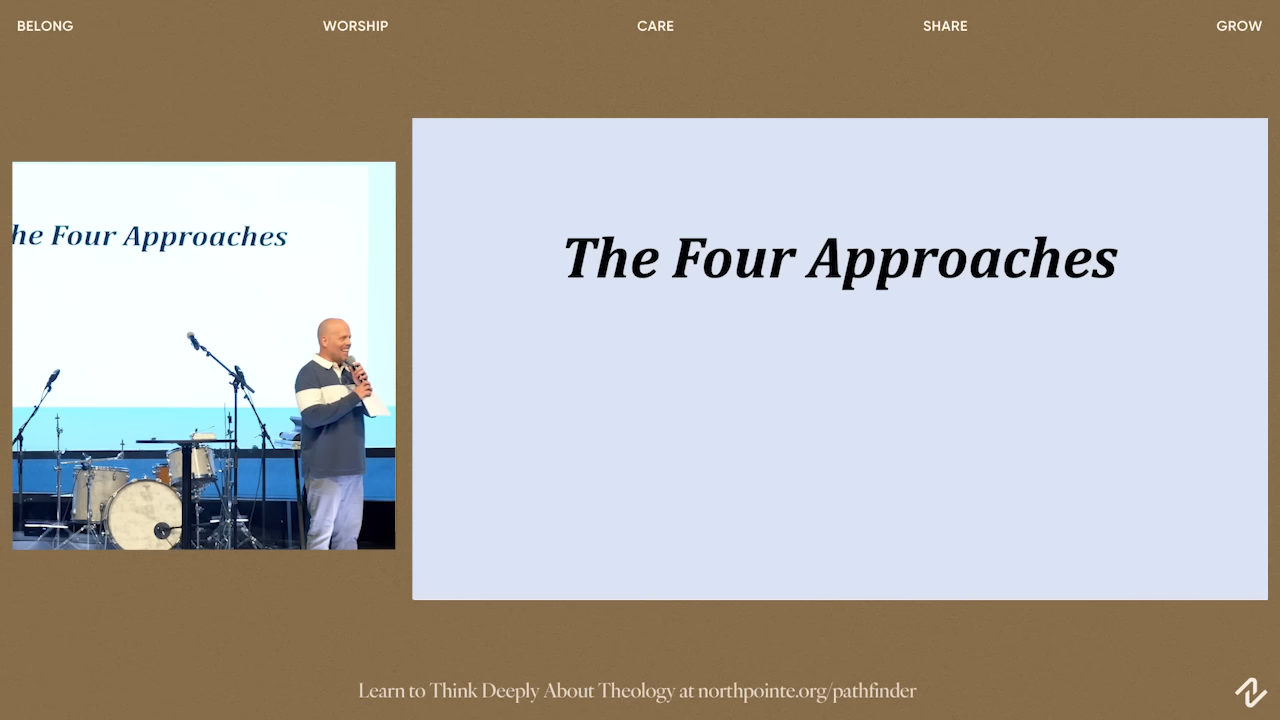 BELONG WORSHIP CARE SHARE GROW
he Four Approaches
The Four Approaches
Learn to Think Deeply About Theology at northpointe.org/pathfinder